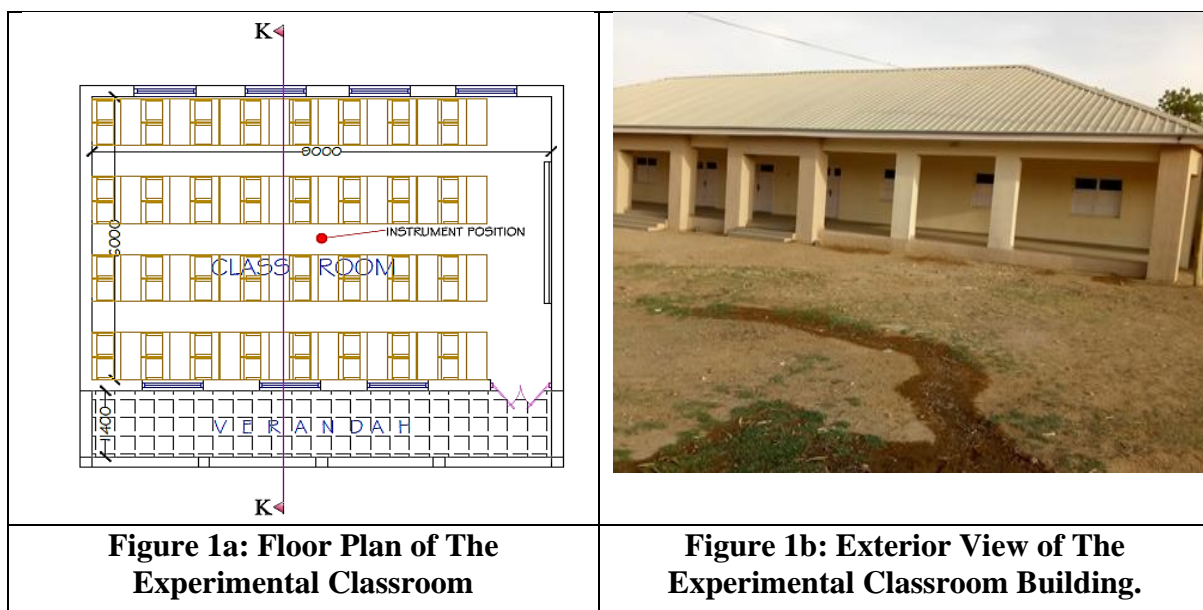 K
9000
INSTRUMENT POSITION
6000
CLASS ROOM
1400
VERANDAH
K
Figure 1a: Floor Plan of The
Experimental Classroom
Figure 1b: Exterior View of The
Experimental Classroom Building.